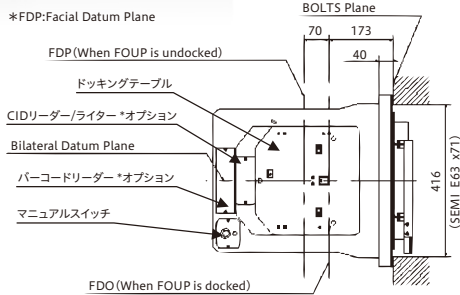 *FDP:Facial Datum Plane
BOLTS Plane
70
173
FDP(When FOUP is undocked)
40
ドッキングテーブル
CIDリーダー/ライター *オプション
Bilateral Datum Plane
バーコードリーダー *オプション
マニュアルスイッチ
416
(SEMI E63 x71)
FDO(When FOUP is docked)